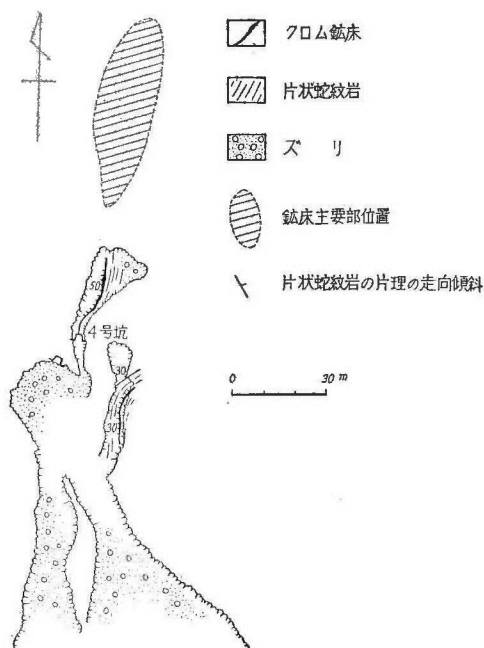 クロム鉱床
片状蛇紋岩
ズリ
鉱床主要部位置
片状蛇紋岩の片理の走向傾斜
0 30 m
50
4号坑
30
30